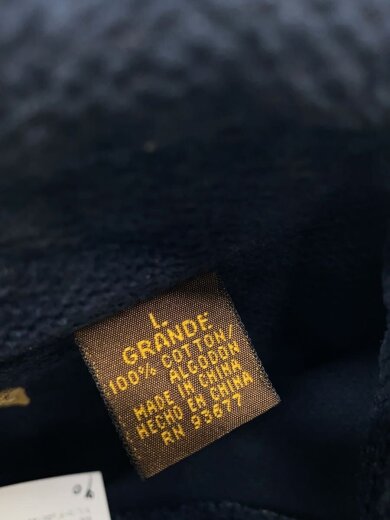 L.
GRANDE
100% COTTON/
ALGODON
MADE IN CHINA
HECHO EN CHINA
RN 93677